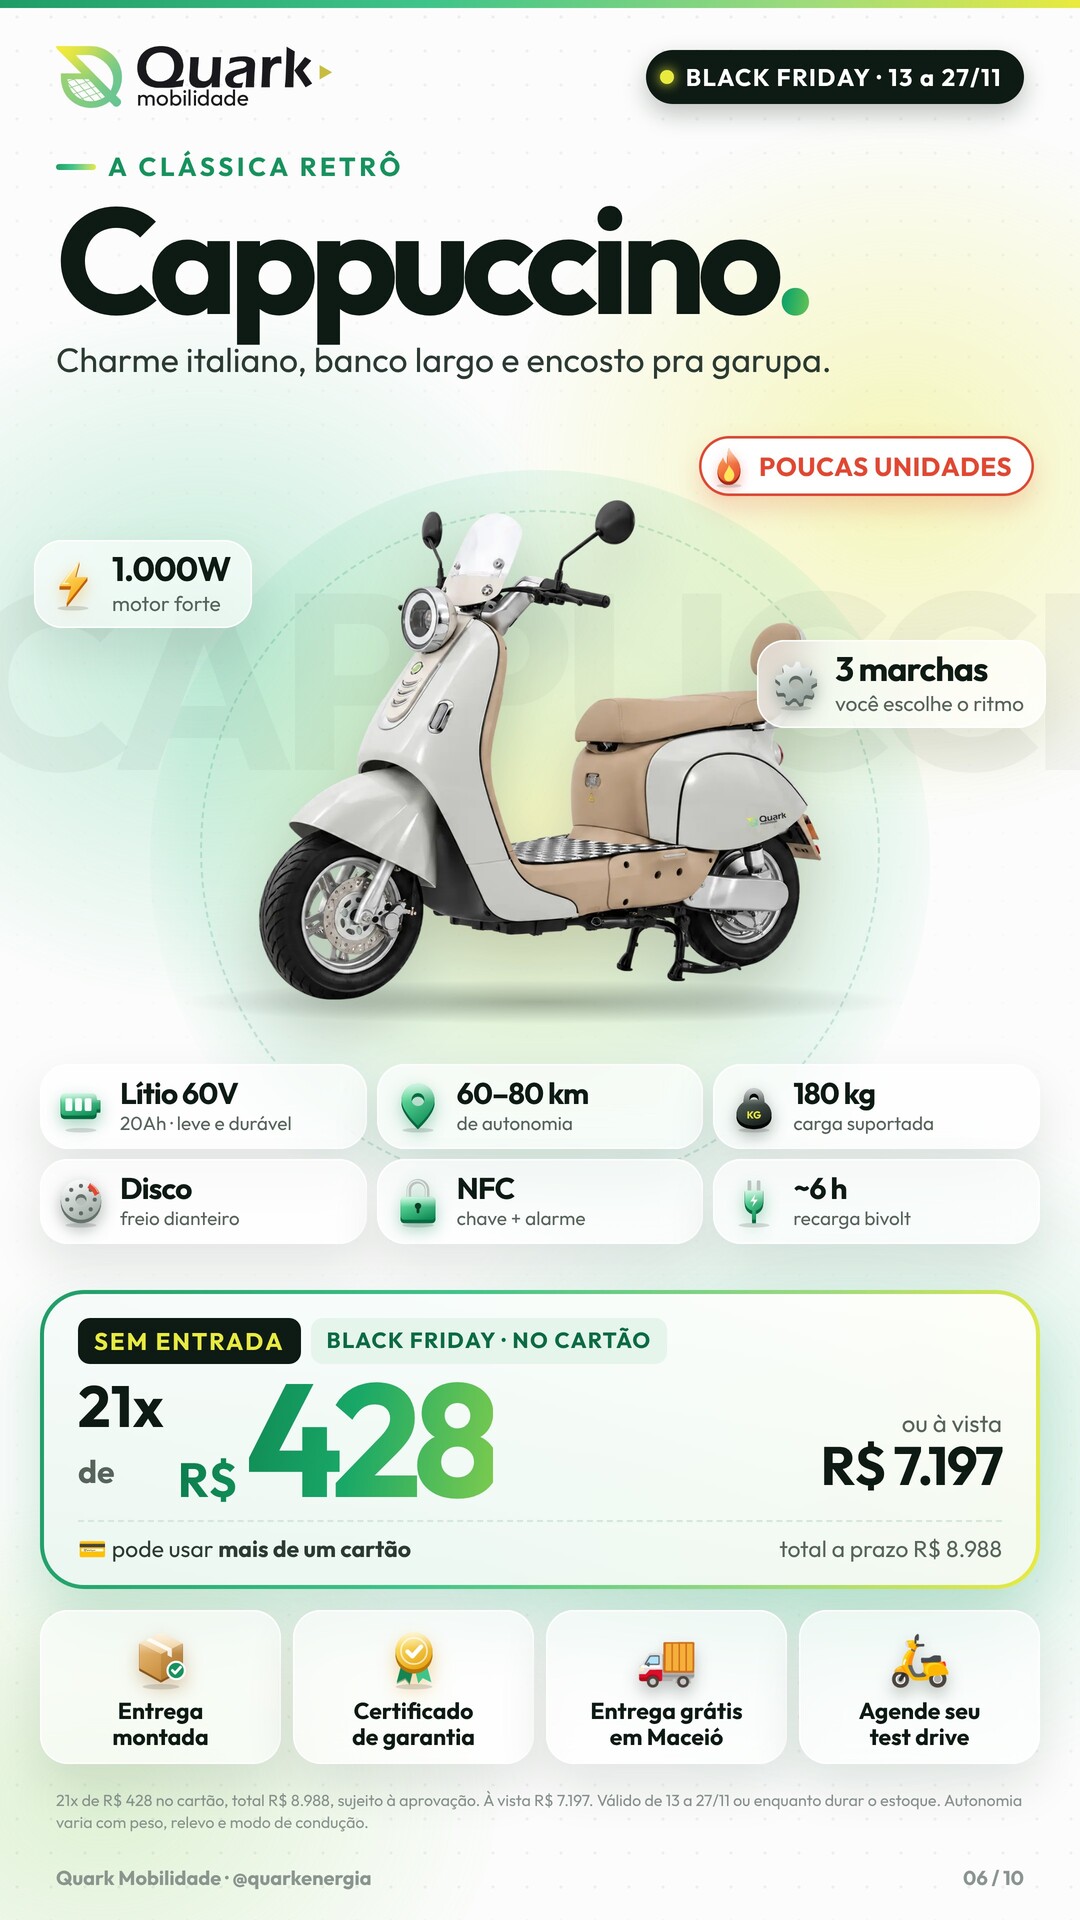 Quark
mobilidade
BLACK FRIDAY · 13 a 27/11
A CLÁSSICA RETRÔ
Cappuccino.
Charme italiano, banco largo e encosto pra garupa.
POUCAS UNIDADES
1.000W
motor forte
CAPPUCCI
3 marchas
você escolhe o ritmo
Quark
Lítio 60V
20Ah · leve e durável
60–80 km
de autonomia
180 kg
carga suportada
KG
Disco
freio dianteiro
NFC
chave + alarme
~6 h
recarga bivolt
SEM ENTRADA
BLACK FRIDAY · NO CARTÃO
21x
de R$ 428
ou à vista
R$ 7.197
pode usar mais de um cartão
total a prazo R$ 8.988
Entrega
montada
Certificado
de garantia
Entrega grátis
em Maceió
Agende seu
test drive
21x de R$ 428 no cartão, total R$ 8.988, sujeito à aprovação. À vista R$ 7.197. Válido de 13 a 27/11 ou enquanto durar o estoque. Autonomia
varia com peso, relevo e modo de condução.
Quark Mobilidade · @quarkenergia
06 / 10